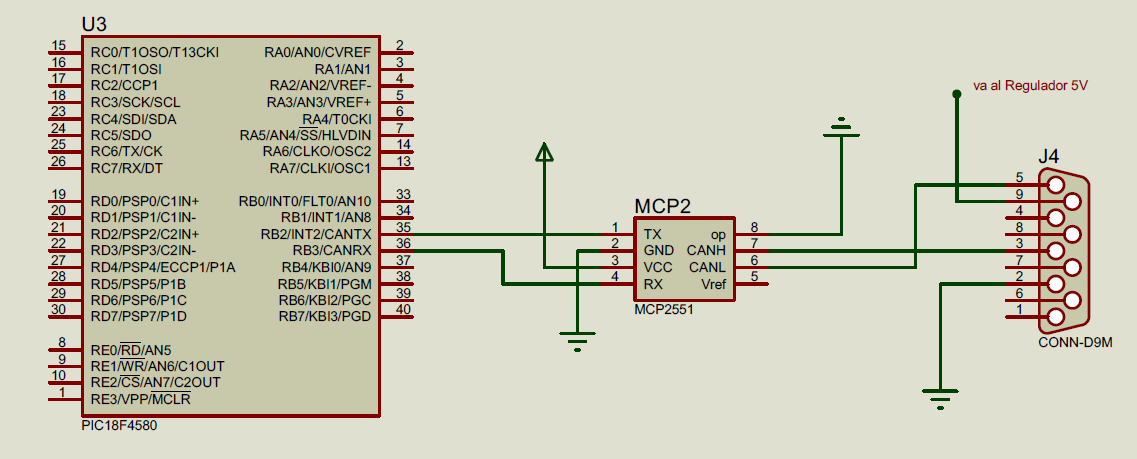 U3
15 RC0/T1OSO/T13CKI RA0/AN0/CVREF 2
16 RC1/T1OSI RA1/AN1 3
17 RC2/CCP1 RA2/AN2/VREF- 4
18 RC3/SCK/SCL RA3/AN3/VREF+ 5
23 RC4/SDI/SDA RA4/T0CKI 6
24 RC5/SDO RA5/AN4/SS/HLVDIN 7
25 RC6/TX/CK RA6/CLKO/OSC2 14
26 RC7/RX/DT RA7/CLKI/OSC1 13
19 RD0/PSP0/C1IN+ RB0/INT0/FLT0/AN10 33
20 RD1/PSP1/C1IN- RB1/INT1/AN8 34
21 RD2/PSP2/C2IN+ RB2/INT2/CANTX 35
22 RD3/PSP3/C2IN- RB3/CANRX 36
27 RD4/PSP4/ECCP1/P1A RB4/KBI0/AN9 37
28 RD5/PSP5/P1B RB5/KBI1/PGM 38
29 RD6/PSP6/P1C RB6/KBI2/PGC 39
30 RD7/PSP7/P1D RB7/KBI3/PGD 40
8 RE0/RD/AN5
9 RE1/WR/AN6/C1OUT
10 RE2/CS/AN7/C2OUT
1 RE3/VPP/MCLR
PIC18F4580
MCP2
1 TX op 8
2 GND CANH 7
3 VCC CANL 6
4 RX Vref 5
MCP2551
va al Regulador 5V
J4
5
9
4
8
3
7
2
6
1
CONN-D9M